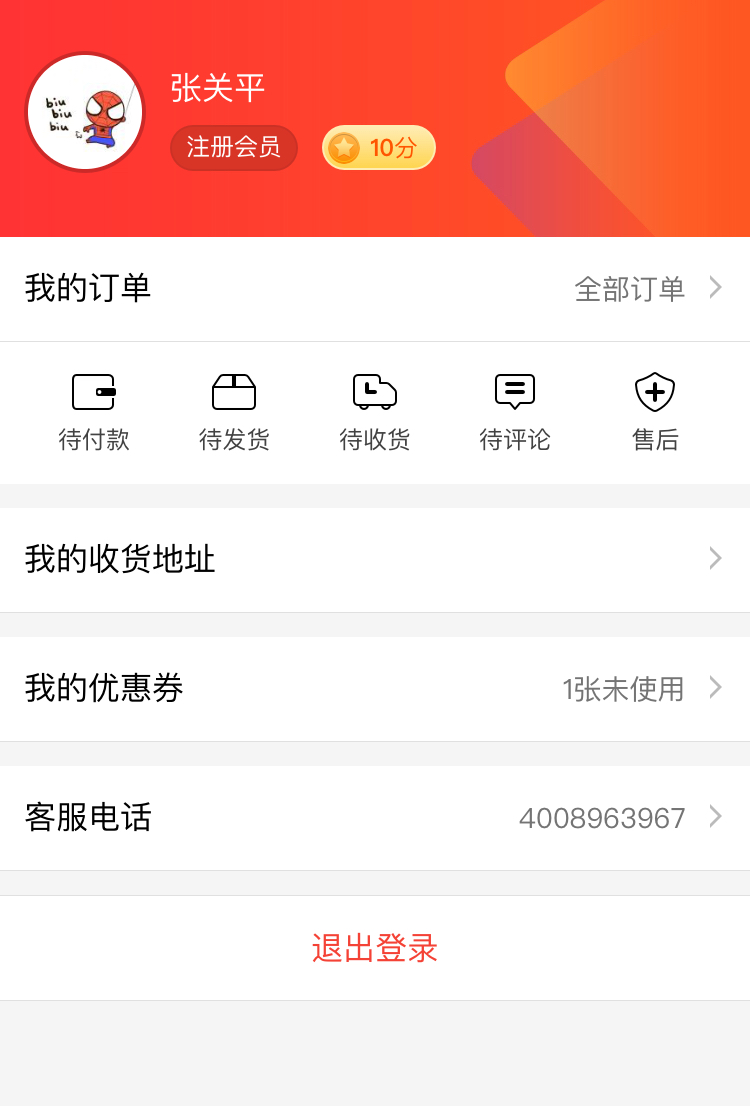 张关平
biu
biu
biu
注册会员
10分
我的订单
全部订单
待付款
待发货
待收货
待评论
售后
我的收货地址
我的优惠券
1张未使用
客服电话
4008963967
退出登录